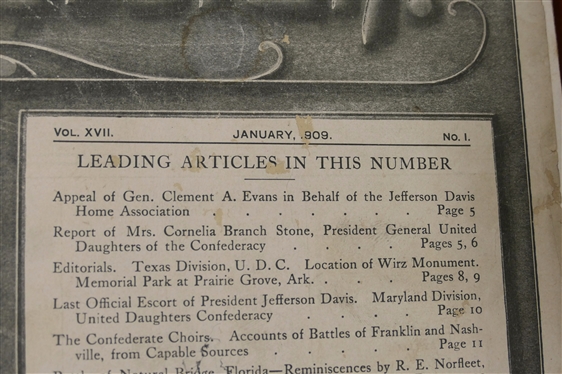 VOL. XVII. JANUARY, 1909. No. 1.
LEADING ARTICLES IN THIS NUMBER
Appeal of Gen. Clement A. Evans in Behalf of the Jefferson Davis
Home Association . . . . . . Page 5
Report of Mrs. Cornelia Branch Stone, President General United
Daughters of the Confederacy . . . . Pages 5, 6
Editorials. Texas Division, U. D. C. Location of Wirz Monument.
Memorial Park at Prairie Grove, Ark. . . . Pages 8, 9
Last Official Escort of President Jefferson Davis. Maryland Division,
United Daughters Confederacy . . . . Page 10
The Confederate Choirs. Accounts of Battles of Franklin and Nash-
ville, from Capable Sources . . . . Page 11
of Natural Bridge, Florida—Reminiscences by R. E. Norfleet,